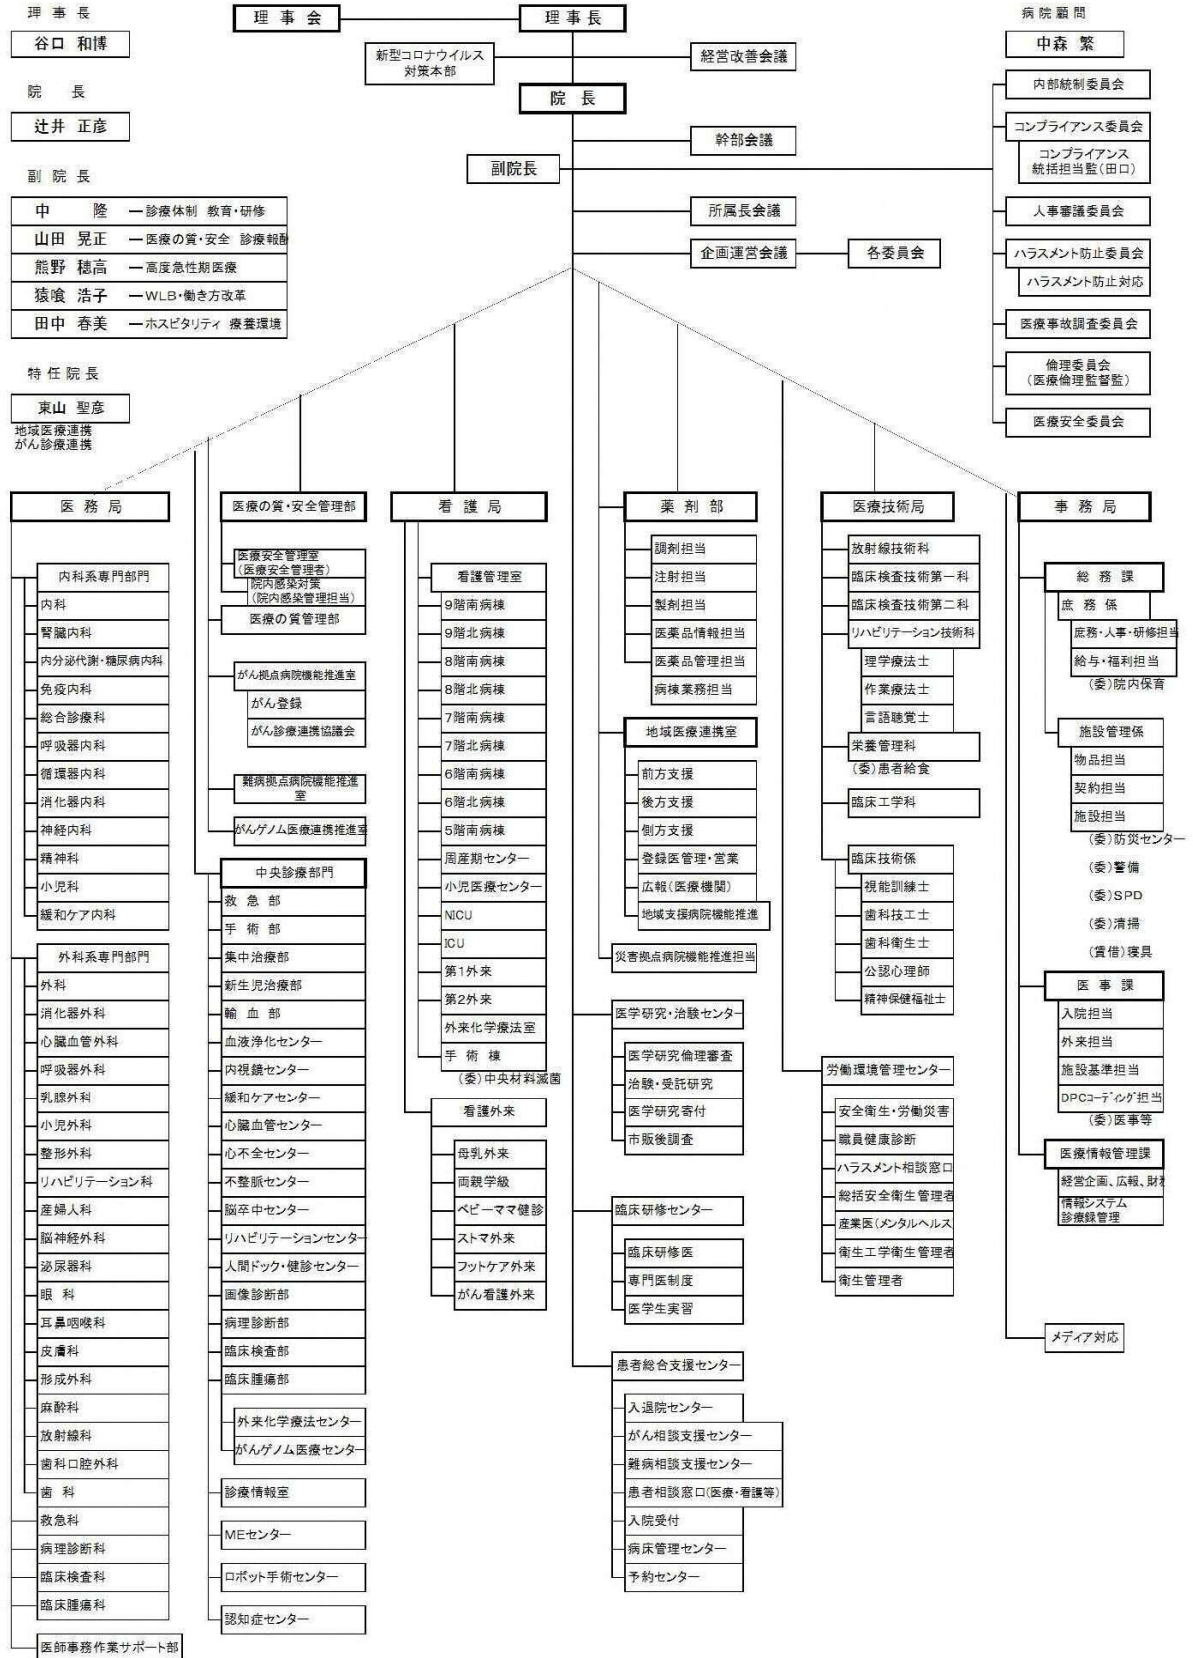 理事長
谷口 和博
院長
辻井 正彦
副院長
中 隆 ー診療体制 教育・研修
山田 晃正 ー医療の質・安全 診療報酬
熊野 穂高 ー高度急性期医療
猿喰 浩子 ーWLB・働き方改革
田中 春美 ーホスピタリティ 療養環境
特任院長
東山 聖彦
地域医療連携
がん診療連携
理事会
理事長
新型コロナウイルス
対策本部
経営改善会議
院長
幹部会議
副院長
所属長会議
企画運営会議
各委員会
病院顧問
中森 繁
内部統制委員会
コンプライアンス委員会
コンプライアンス
統括担当監(田口)
人事審議委員会
ハラスメント防止委員会
ハラスメント防止対応
医療事故調査委員会
倫理委員会
(医療倫理監督監)
医療安全委員会
医務局
内科系専門部門
内科
腎臓内科
内分泌代謝・糖尿病内科
免疫内科
総合診療科
呼吸器内科
循環器内科
消化器内科
神経内科
精神科
小児科
緩和ケア内科
外科系専門部門
外科
消化器外科
心臓血管外科
呼吸器外科
乳腺外科
小児外科
整形外科
リハビリテーション科
産婦人科
脳神経外科
泌尿器科
眼科
耳鼻咽喉科
皮膚科
形成外科
麻酔科
放射線科
歯科口腔外科
歯科
救急科
病理診断科
臨床検査科
臨床腫瘍科
医師事務作業サポート部
医療の質・安全管理部
医療安全管理室
(医療安全管理者)
院内感染対策
(院内感染管理担当)
医療の質管理部
がん拠点病院機能推進室
がん登録
がん診療連携協議会
難病拠点病院機能推進
室
がんゲノム医療連携推進室
中央診療部門
救急部
手術部
集中治療部
新生児治療部
輸血部
血液浄化センター
内視鏡センター
緩和ケアセンター
心臓血管センター
心不全センター
不整脈センター
脳卒中センター
リハビリテーションセンター
人間ドック・健診センター
画像診断部
病理診断部
臨床検査部
臨床腫瘍部
外来化学療法センター
がんゲノム医療センター
診療情報室
MEセンター
ロボット手術センター
認知症センター
看護局
看護管理室
9階南病棟
9階北病棟
8階南病棟
8階北病棟
7階南病棟
7階北病棟
6階南病棟
6階北病棟
5階南病棟
周産期センター
小児医療センター
NICU
ICU
第1外来
第2外来
外来化学療法室
手術棟
(委)中央材料滅菌
看護外来
母乳外来
両親学級
ベビーママ健診
ストマ外来
フットケア外来
がん看護外来
薬剤部
調剤担当
注射担当
製剤担当
医薬品情報担当
医薬品管理担当
病棟業務担当
地域医療連携室
前方支援
後方支援
側方支援
登録医管理・営業
広報(医療機関)
地域支援病院機能推進
災害拠点病院機能推進担当
医学研究・治験センター
医学研究倫理審査
治験・受託研究
医学研究寄付
市販後調査
臨床研修センター
臨床研修医
専門医制度
医学生実習
患者総合支援センター
入退院センター
がん相談支援センター
難病相談支援センター
患者相談窓口(医療・看護等)
入院受付
病床管理センター
予約センター
医療技術局
放射線技術科
臨床検査技術第一科
臨床検査技術第二科
リハビリテーション技術科
理学療法士
作業療法士
言語聴覚士
栄養管理科
(委)患者給食
臨床工学科
臨床技術係
視能訓練士
歯科技工士
歯科衛生士
公認心理師
精神保健福祉士
労働環境管理センター
安全衛生・労働災害
職員健康診断
ハラスメント相談窓口
総括安全衛生管理者
産業医(メンタルヘルス
衛生工学衛生管理者
衛生管理者
事務局
総務課
庶務係
庶務・人事・研修担当
給与・福利担当
(委)院内保育
施設管理係
物品担当
契約担当
施設担当
(委)防災センター
(委)警備
(委)SPD
(委)清掃
(賃借)寝具
医事課
入院担当
外来担当
施設基準担当
DPCコーディング担当
(委)医事等
医療情報管理課
経営企画、広報、財務
情報システム
診療録管理
メディア対応